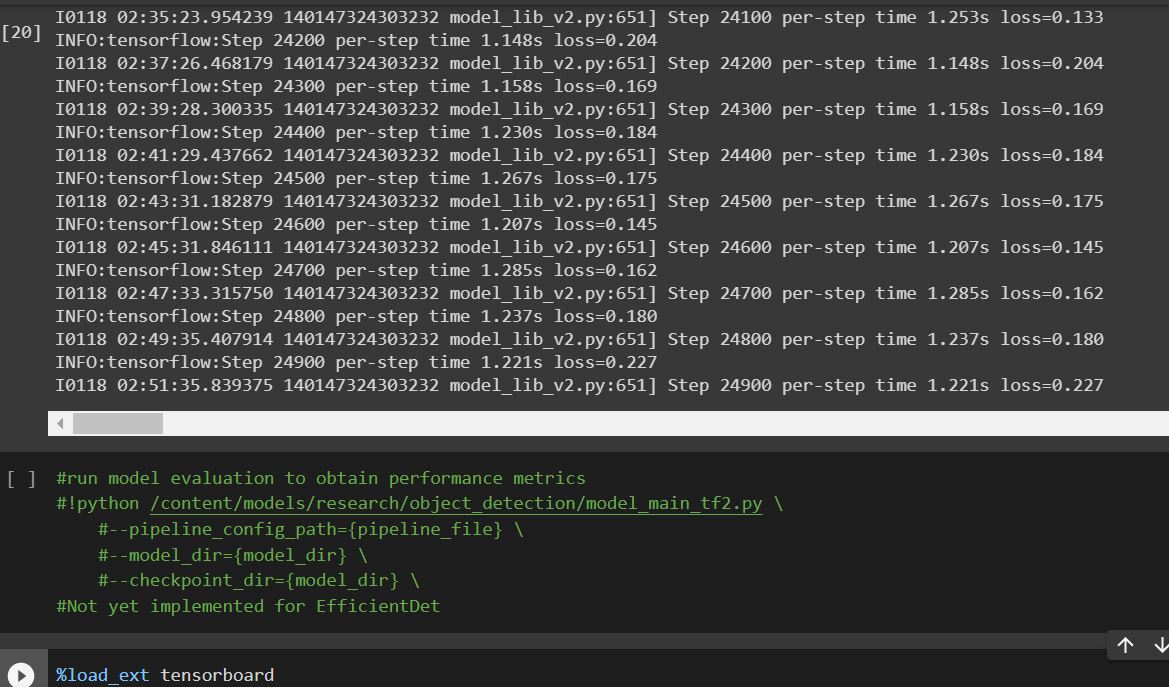 I0118 02:35:23.954239 140147324303232 model_lib_v2.py:651] Step 24100 per-step time 1.253s loss=0.133
[20]
INFO:tensorflow:Step 24200 per-step time 1.148s loss=0.204
I0118 02:37:26.468179 140147324303232 model_lib_v2.py:651] Step 24200 per-step time 1.148s loss=0.204
INFO:tensorflow:Step 24300 per-step time 1.158s loss=0.169
I0118 02:39:28.300335 140147324303232 model_lib_v2.py:651] Step 24300 per-step time 1.158s loss=0.169
INFO:tensorflow:Step 24400 per-step time 1.230s loss=0.184
I0118 02:41:29.437662 140147324303232 model_lib_v2.py:651] Step 24400 per-step time 1.230s loss=0.184
INFO:tensorflow:Step 24500 per-step time 1.267s loss=0.175
I0118 02:43:31.182879 140147324303232 model_lib_v2.py:651] Step 24500 per-step time 1.267s loss=0.175
INFO:tensorflow:Step 24600 per-step time 1.207s loss=0.145
I0118 02:45:31.846111 140147324303232 model_lib_v2.py:651] Step 24600 per-step time 1.207s loss=0.145
INFO:tensorflow:Step 24700 per-step time 1.285s loss=0.162
I0118 02:47:33.315750 140147324303232 model_lib_v2.py:651] Step 24700 per-step time 1.285s loss=0.162
INFO:tensorflow:Step 24800 per-step time 1.237s loss=0.180
I0118 02:49:35.407914 140147324303232 model_lib_v2.py:651] Step 24800 per-step time 1.237s loss=0.180
INFO:tensorflow:Step 24900 per-step time 1.221s loss=0.227
I0118 02:51:35.839375 140147324303232 model_lib_v2.py:651] Step 24900 per-step time 1.221s loss=0.227
[ ] #run model evaluation to obtain performance metrics
#!python /content/models/research/object_detection/model_main_tf2.py \
#--pipeline_config_path={pipeline_file} \
#--model_dir={model_dir} \
#--checkpoint_dir={model_dir} \
#Not yet implemented for EfficientDet
%load_ext tensorboard